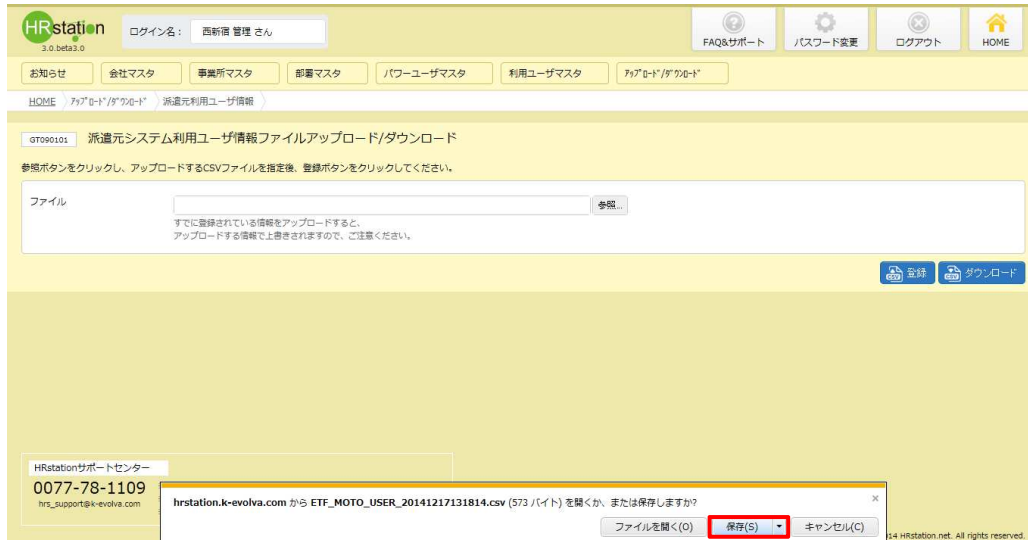 HRstation
3.0.beta3.0
ログイン名： 西新宿 管理 さん
FAQ&サポート
パスワード変更
ログアウト
HOME
お知らせ
会社マスタ
事業所マスタ
部署マスタ
パワーユーザマスタ
利用ユーザマスタ
ｱｯﾌﾟﾛｰﾄﾞ/ﾀﾞｳﾝﾛｰﾄﾞ
HOME ｱｯﾌﾟﾛｰﾄﾞ/ﾀﾞｳﾝﾛｰﾄﾞ 派遣元利用ユーザ情報
GT090101 派遣元システム利用ユーザ情報ファイルアップロード/ダウンロード
参照ボタンをクリックし、アップロードするCSVファイルを指定後、登録ボタンをクリックしてください。
ファイル
参照...
すでに登録されている情報をアップロードすると、
アップロードする情報で上書きされますので、ご注意ください。
CSV 登録
CSV ダウンロード
HRstationサポートセンター
0077-78-1109
hrs_support@k-evolva.com
hrstation.k-evolva.com から ETF_MOTO_USER_20141217131814.csv (573 バイト) を開くか、または保存しますか?
×
ファイルを開く(O)
保存(S)
キャンセル(C)
14 HRstation.net. All rights reserved.